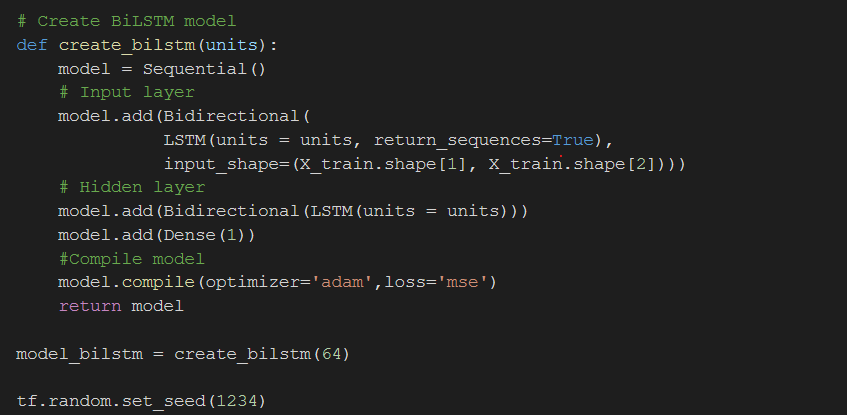 # Create BiLSTM model
def create_bilstm(units):
    model = Sequential()
    # Input layer
    model.add(Bidirectional(
              LSTM(units = units, return_sequences=True),
              input_shape=(X_train.shape[1], X_train.shape[2])))
    # Hidden layer
    model.add(Bidirectional(LSTM(units = units)))
    model.add(Dense(1))
    #Compile model
    model.compile(optimizer='adam',loss='mse')
    return model
model_bilstm = create_bilstm(64)
tf.random.set_seed(1234)